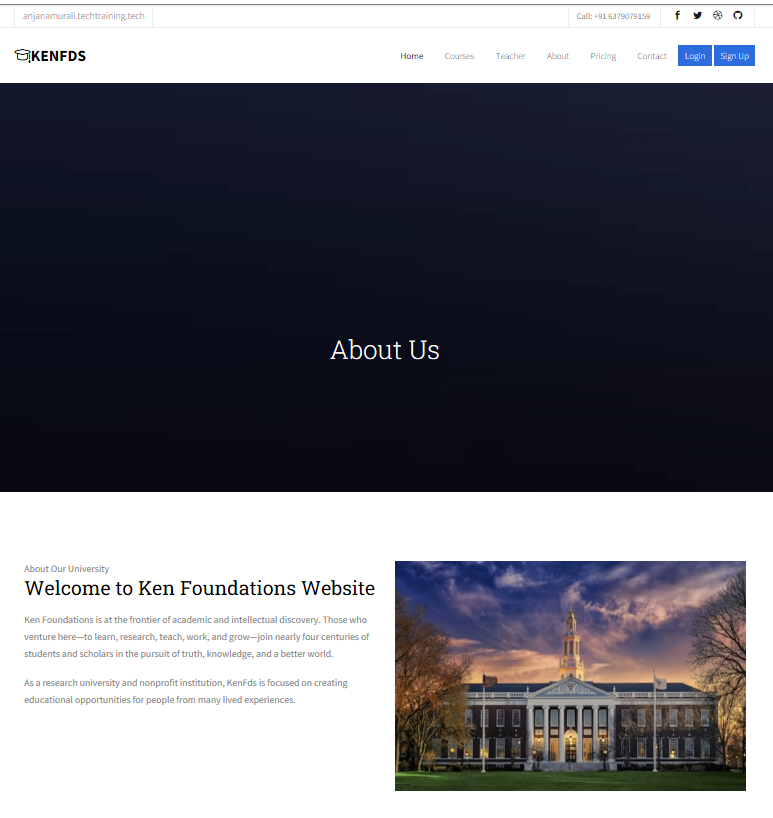 anjanamurali.techtraining.tech
Call: +91 6379079159
KENFDS
Home Courses Teacher About Pricing Contact Login Sign Up
About Us
About Our University
Welcome to Ken Foundations Website
Ken Foundations is at the frontier of academic and intellectual discovery. Those who
venture here—to learn, research, teach, work, and grow—join nearly four centuries of
students and scholars in the pursuit of truth, knowledge, and a better world.
As a research university and nonprofit institution, KenFds is focused on creating
educational opportunities for people from many lived experiences.